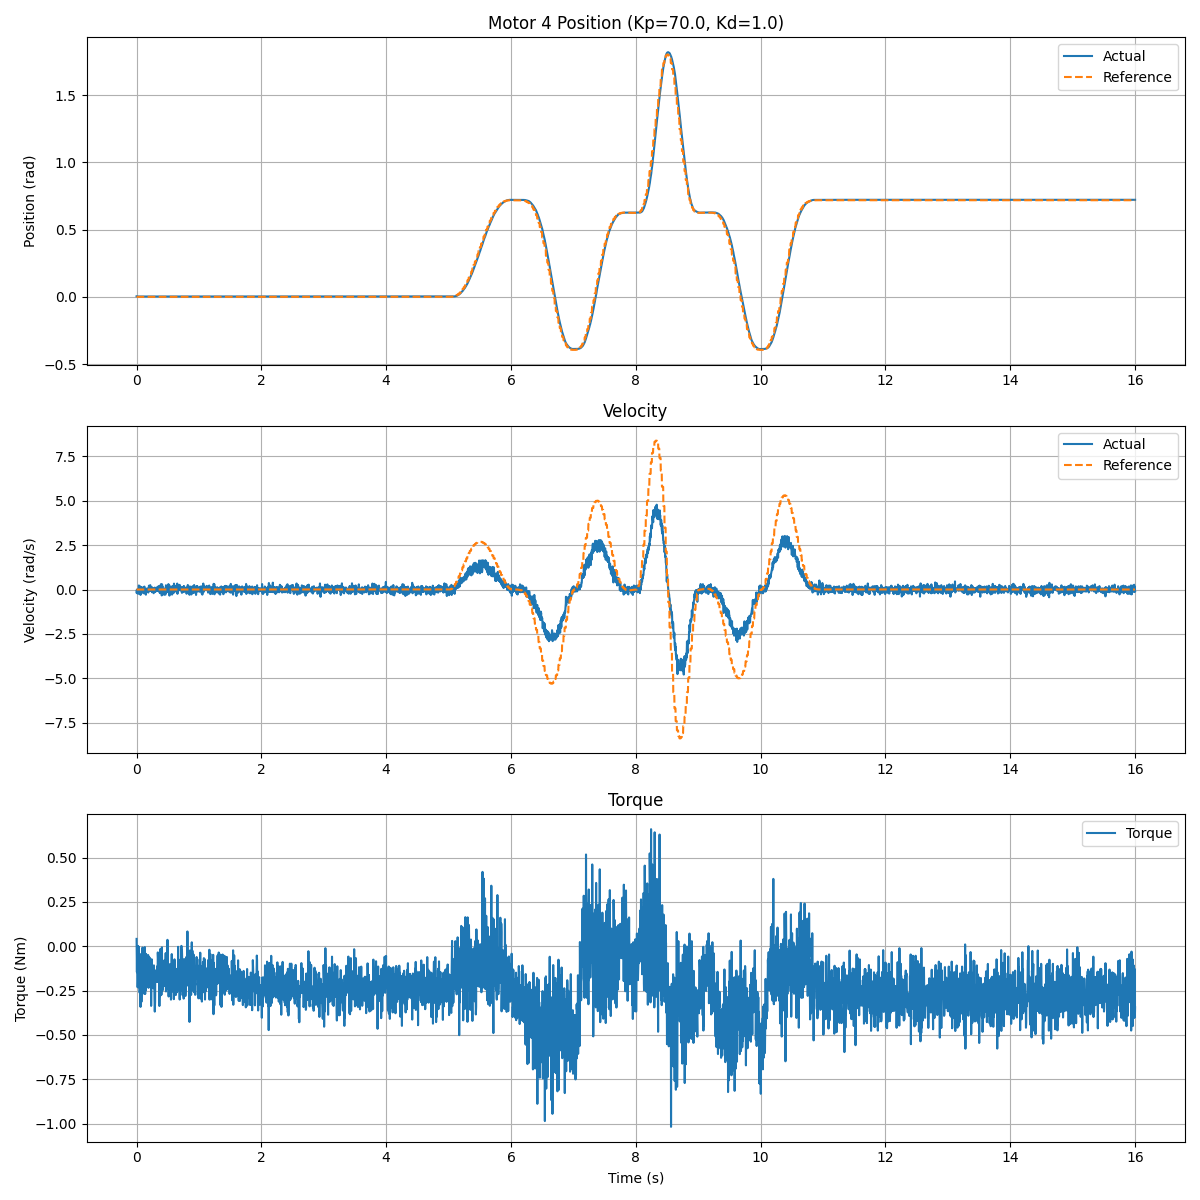 Motor 4 Position (Kp=70.0, Kd=1.0)
Position (rad)
1.5
1.0
0.5
0.0
−0.5
Actual
Reference
0 2 4 6 8 10 12 14 16
Velocity
Velocity (rad/s)
7.5
5.0
2.5
0.0
−2.5
−5.0
−7.5
Actual
Reference
0 2 4 6 8 10 12 14 16
Torque
Torque (Nm)
0.50
0.25
0.00
−0.25
−0.50
−0.75
−1.00
Torque
0 2 4 6 8 10 12 14 16
Time (s)